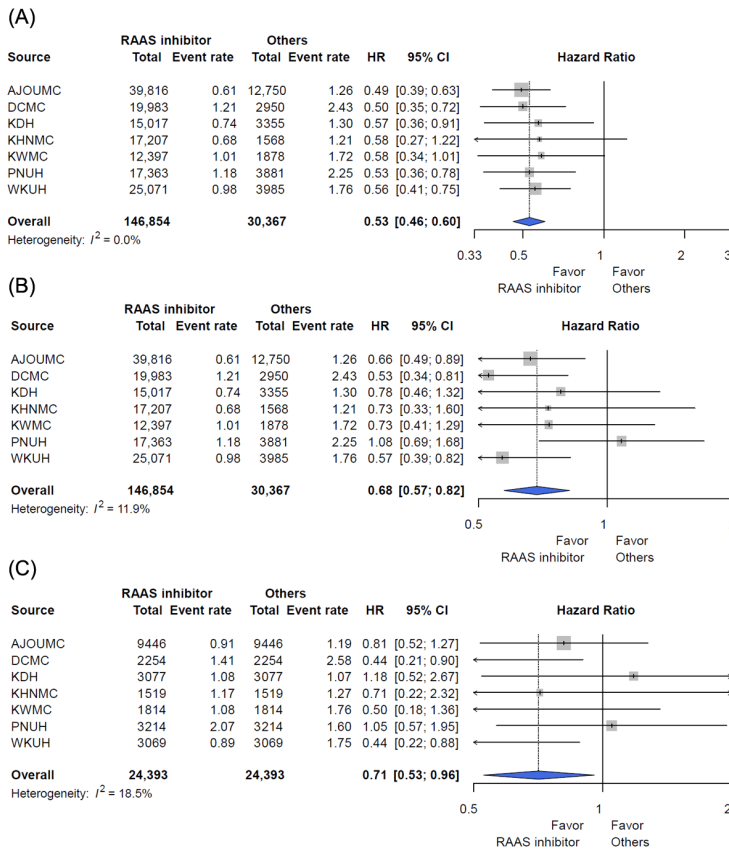 (A)
RAAS inhibitor Others
Source Total Event rate Total Event rate HR 95% CI Hazard Ratio
AJOUMC 39,816 0.61 12,750 1.26 0.49 [0.39; 0.63]
DCMC 19,983 1.21 2950 2.43 0.50 [0.35; 0.72]
KDH 15,017 0.74 3355 1.30 0.57 [0.36; 0.91]
KHNMC 17,207 0.68 1568 1.21 0.58 [0.27; 1.22]
KWMC 12,397 1.01 1878 1.72 0.58 [0.34; 1.01]
PNUH 17,363 1.18 3881 2.25 0.53 [0.36; 0.78]
WKUH 25,071 0.98 3985 1.76 0.56 [0.41; 0.75]
Overall 146,854 30,367 0.53 [0.46; 0.60]
Heterogeneity: I² = 0.0%
0.33 0.5 1 2 3
Favor Favor
RAAS inhibitor Others
(B)
RAAS inhibitor Others
Source Total Event rate Total Event rate HR 95% CI Hazard Ratio
AJOUMC 39,816 0.61 12,750 1.26 0.66 [0.49; 0.89]
DCMC 19,983 1.21 2950 2.43 0.53 [0.34; 0.81]
KDH 15,017 0.74 3355 1.30 0.78 [0.46; 1.32]
KHNMC 17,207 0.68 1568 1.21 0.73 [0.33; 1.60]
KWMC 12,397 1.01 1878 1.72 0.73 [0.41; 1.29]
PNUH 17,363 1.18 3881 2.25 1.08 [0.69; 1.68]
WKUH 25,071 0.98 3985 1.76 0.57 [0.39; 0.82]
Overall 146,854 30,367 0.68 [0.57; 0.82]
Heterogeneity: I² = 11.9%
0.5 1
Favor Favor
RAAS inhibitor Others
(C)
RAAS inhibitor Others
Source Total Event rate Total Event rate HR 95% CI Hazard Ratio
AJOUMC 9446 0.91 9446 1.19 0.81 [0.52; 1.27]
DCMC 2254 1.41 2254 2.58 0.44 [0.21; 0.90]
KDH 3077 1.08 3077 1.07 1.18 [0.52; 2.67]
KHNMC 1519 1.17 1519 1.27 0.71 [0.22; 2.32]
KWMC 1814 1.08 1814 1.76 0.50 [0.18; 1.36]
PNUH 3214 2.07 3214 1.60 1.05 [0.57; 1.95]
WKUH 3069 0.89 3069 1.75 0.44 [0.22; 0.88]
Overall 24,393 24,393 0.71 [0.53; 0.96]
Heterogeneity: I² = 18.5%
0.5 1 2
Favor Favor
RAAS inhibitor Others